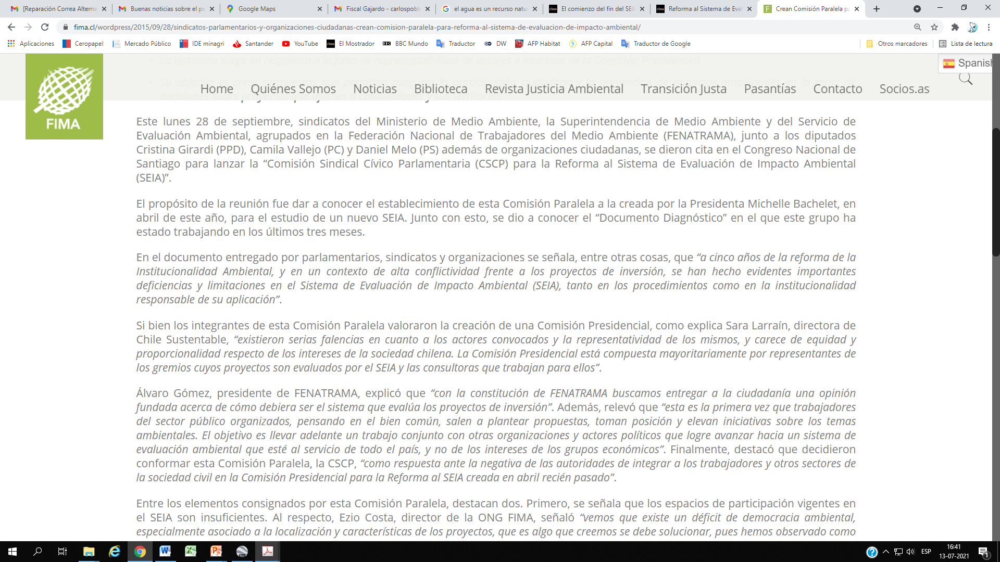 [Reparación Correa Alterna
Buenas noticias sobre el pe
Google Maps
Fiscal Gajardo - carlospoble
el agua es un recurso natu
El comienzo del fin del SEIA
Reforma al Sistema de Eval
Crean Comisión Paralela pa
fima.cl/wordpress/2015/09/28/sindicatos-parlamentarios-y-organizaciones-ciudadanas-crean-comision-paralela-para-reforma-al-sistema-de-evaluacion-de-impacto-ambiental/
Aplicaciones Ceropapel Mercado Público IDE minagri Santander YouTube El Mostrador BBC Mundo Traductor DW AFP Habitat AFP Capital Traductor de Google Otros marcadores Lista de lectura
La instancia surge en respuesta a la falta de representatividad de actores e intereses de la Comisión Presidencial.
Spanish
FIMA
Home Quiénes Somos Noticias Biblioteca Revista Justicia Ambiental Transición Justa Pasantías Contacto Socios.as
Este lunes 28 de septiembre, sindicatos del Ministerio de Medio Ambiente, la Superintendencia de Medio Ambiente y del Servicio de
Evaluación Ambiental, agrupados en la Federación Nacional de Trabajadores del Medio Ambiente (FENATRAMA), junto a los diputados
Cristina Girardi (PPD), Camila Vallejo (PC) y Daniel Melo (PS) además de organizaciones ciudadanas, se dieron cita en el Congreso Nacional de
Santiago para lanzar la “Comisión Sindical Cívico Parlamentaria (CSCP) para la Reforma al Sistema de Evaluación de Impacto Ambiental
(SEIA)”.
El propósito de la reunión fue dar a conocer el establecimiento de esta Comisión Paralela a la creada por la Presidenta Michelle Bachelet, en
abril de este año, para el estudio de un nuevo SEIA. Junto con esto, se dio a conocer el “Documento Diagnóstico” en el que este grupo ha
estado trabajando en los últimos tres meses.
En el documento entregado por parlamentarios, sindicatos y organizaciones se señala, entre otras cosas, que “a cinco años de la reforma de la
Institucionalidad Ambiental, y en un contexto de alta conflictividad frente a los proyectos de inversión, se han hecho evidentes importantes
deficiencias y limitaciones en el Sistema de Evaluación de Impacto Ambiental (SEIA), tanto en los procedimientos como en la institucionalidad
responsable de su aplicación”.
Si bien los integrantes de esta Comisión Paralela valoraron la creación de una Comisión Presidencial, como explica Sara Larraín, directora de
Chile Sustentable, “existieron serias falencias en cuanto a los actores convocados y la representatividad de los mismos, y carece de equidad y
proporcionalidad respecto de los intereses de la sociedad chilena. La Comisión Presidencial está compuesta mayoritariamente por representantes de
los gremios cuyos proyectos son evaluados por el SEIA y las consultoras que trabajan para ellos”.
Álvaro Gómez, presidente de FENATRAMA, explicó que “con la constitución de FENATRAMA buscamos entregar a la ciudadanía una opinión
fundada acerca de cómo debiera ser el sistema que evalúa los proyectos de inversión”. Además, relevó que “esta es la primera vez que trabajadores
del sector público organizados, pensando en el bien común, salen a plantear propuestas, toman posición y elevan iniciativas sobre los temas
ambientales. El objetivo es llevar adelante un trabajo conjunto con otras organizaciones y actores políticos que logre avanzar hacia un sistema de
evaluación ambiental que esté al servicio de todo el país, y no de los intereses de los grupos económicos”. Finalmente, destacó que decidieron
conformar esta Comisión Paralela, la CSCP, “como respuesta ante la negativa de las autoridades de integrar a los trabajadores y otros sectores de
la sociedad civil en la Comisión Presidencial para la Reforma al SEIA creada en abril recién pasado”.
Entre los elementos consignados por esta Comisión Paralela, destacan dos. Primero, se señala que los espacios de participación vigentes en
el SEIA son insuficientes. Al respecto, Ezio Costa, director de la ONG FIMA, señaló “vemos que existe un déficit de democracia ambiental,
especialmente asociado a la localización y características de los proyectos, que es algo que creemos se debe solucionar, pues hemos observado como
ESP
16:41
13-07-2021
1